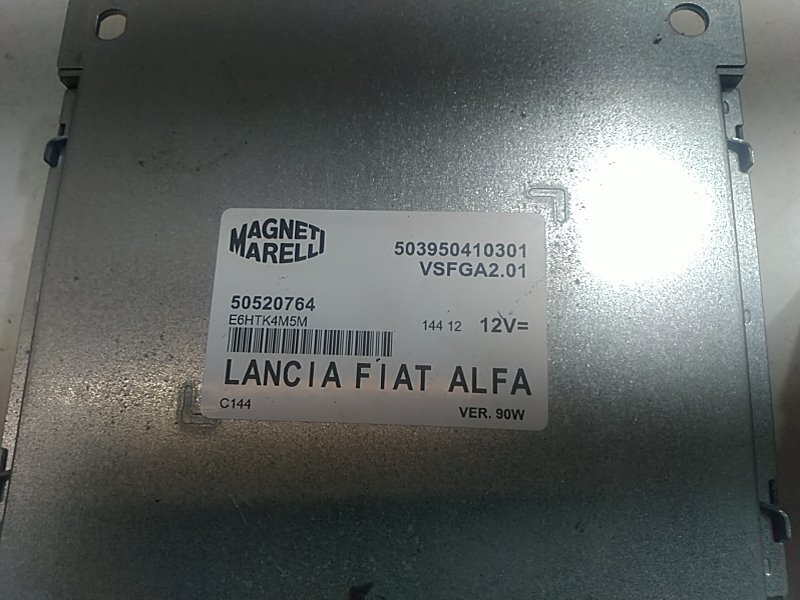 MAGNETI
MARELLI
503950410301
VSFGA2.01
50520764
E6HTK4M5M
144 12 12V=
LANCIA FIAT ALFA
C144
VER. 90W